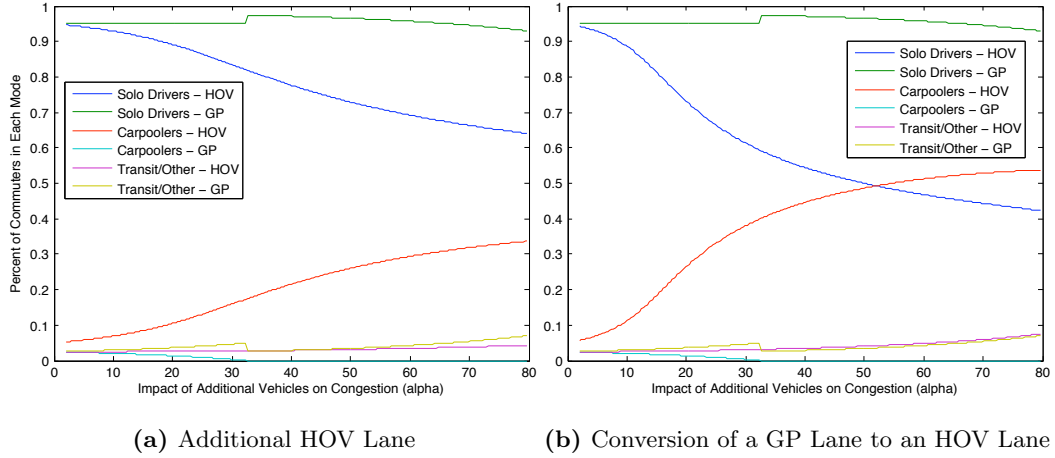 1
0.9
0.8
0.7
0.6
0.5
0.4
0.3
0.2
0.1
0
Percent of Commuters in Each Mode
Solo Drivers − HOV
Solo Drivers − GP
Carpoolers − HOV
Carpoolers − GP
Transit/Other − HOV
Transit/Other − GP
0 10 20 30 40 50 60 70 80
Impact of Additional Vehicles on Congestion (alpha)
(a) Additional HOV Lane
1
0.9
0.8
0.7
0.6
0.5
0.4
0.3
0.2
0.1
0
Solo Drivers − HOV
Solo Drivers − GP
Carpoolers − HOV
Carpoolers − GP
Transit/Other − HOV
Transit/Other − GP
0 10 20 30 40 50 60 70 80
Impact of Additional Vehicles on Congestion (alpha)
(b) Conversion of a GP Lane to an HOV Lane